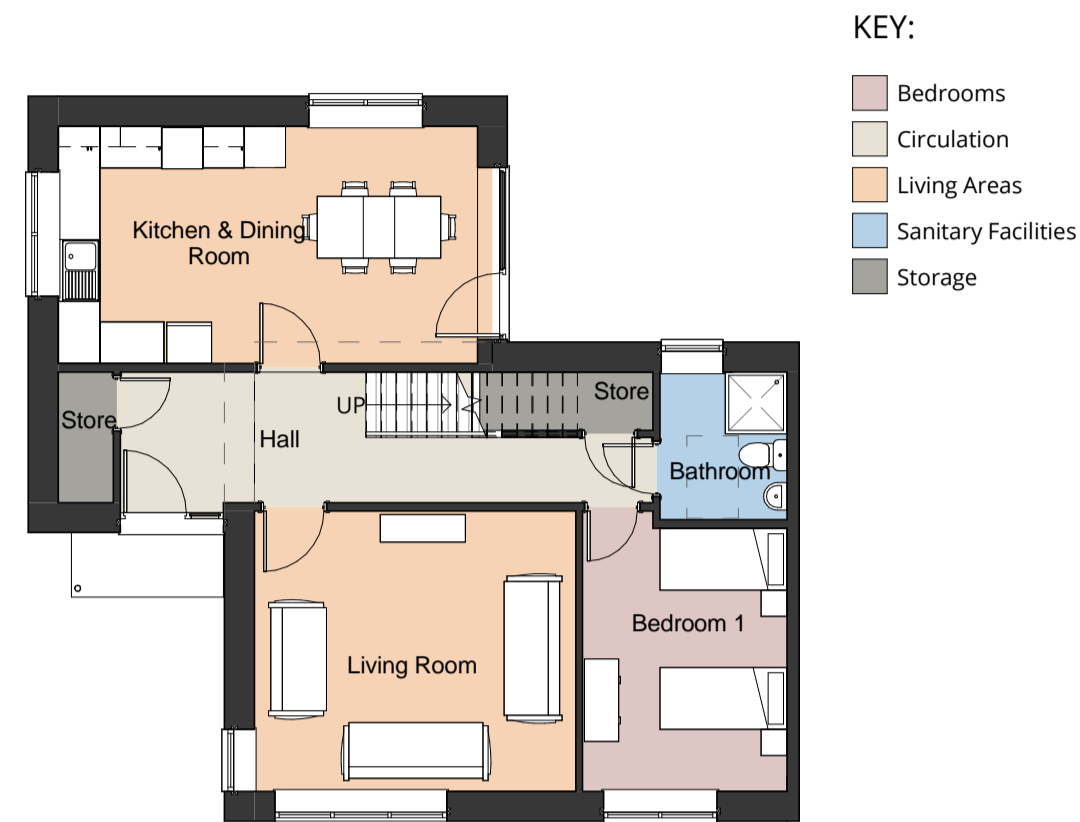 KEY:
Bedrooms
Circulation
Living Areas
Sanitary Facilities
Storage
Kitchen & Dining
Room
Store
UP
Store
Hall
Bathroom
Bedroom 1
Living Room